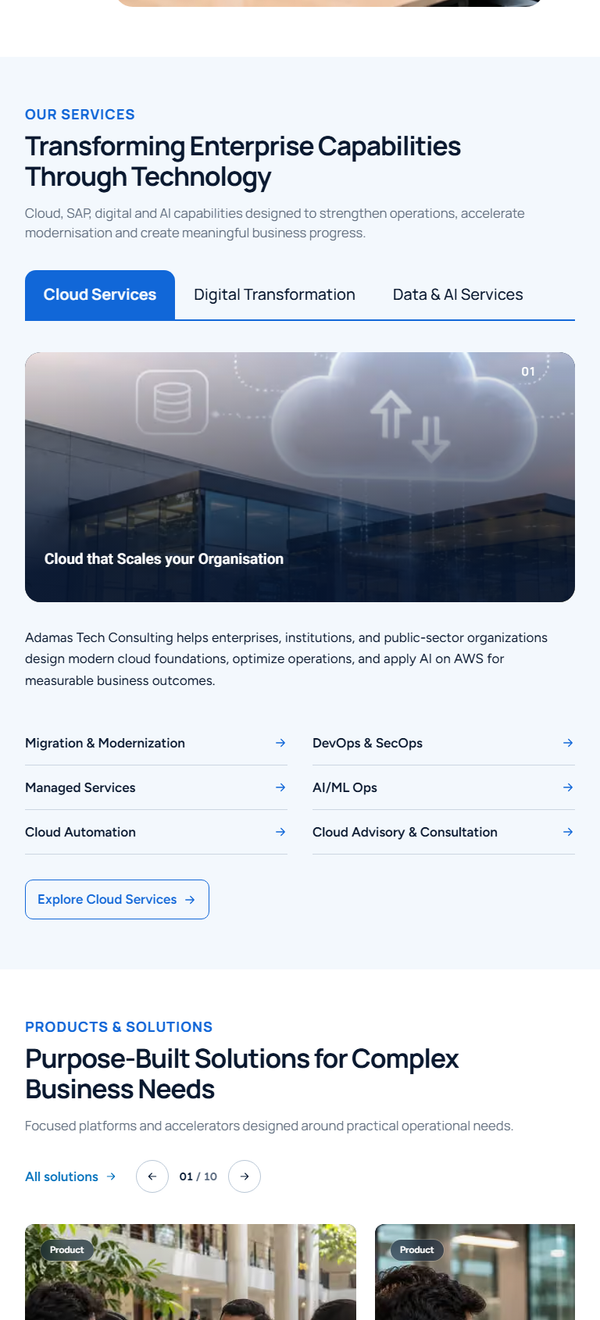 OUR SERVICES
Transforming Enterprise Capabilities
Through Technology
Cloud, SAP, digital and AI capabilities designed to strengthen operations, accelerate
modernisation and create meaningful business progress.
Cloud Services
Digital Transformation
Data & AI Services
01
Cloud that Scales your Organisation
Adamas Tech Consulting helps enterprises, institutions, and public-sector organizations
design modern cloud foundations, optimize operations, and apply AI on AWS for
measurable business outcomes.
Migration & Modernization →
DevOps & SecOps →
Managed Services →
AI/ML Ops →
Cloud Automation →
Cloud Advisory & Consultation →
Explore Cloud Services →
PRODUCTS & SOLUTIONS
Purpose-Built Solutions for Complex
Business Needs
Focused platforms and accelerators designed around practical operational needs.
All solutions → ← 01 / 10 →
Product
Product